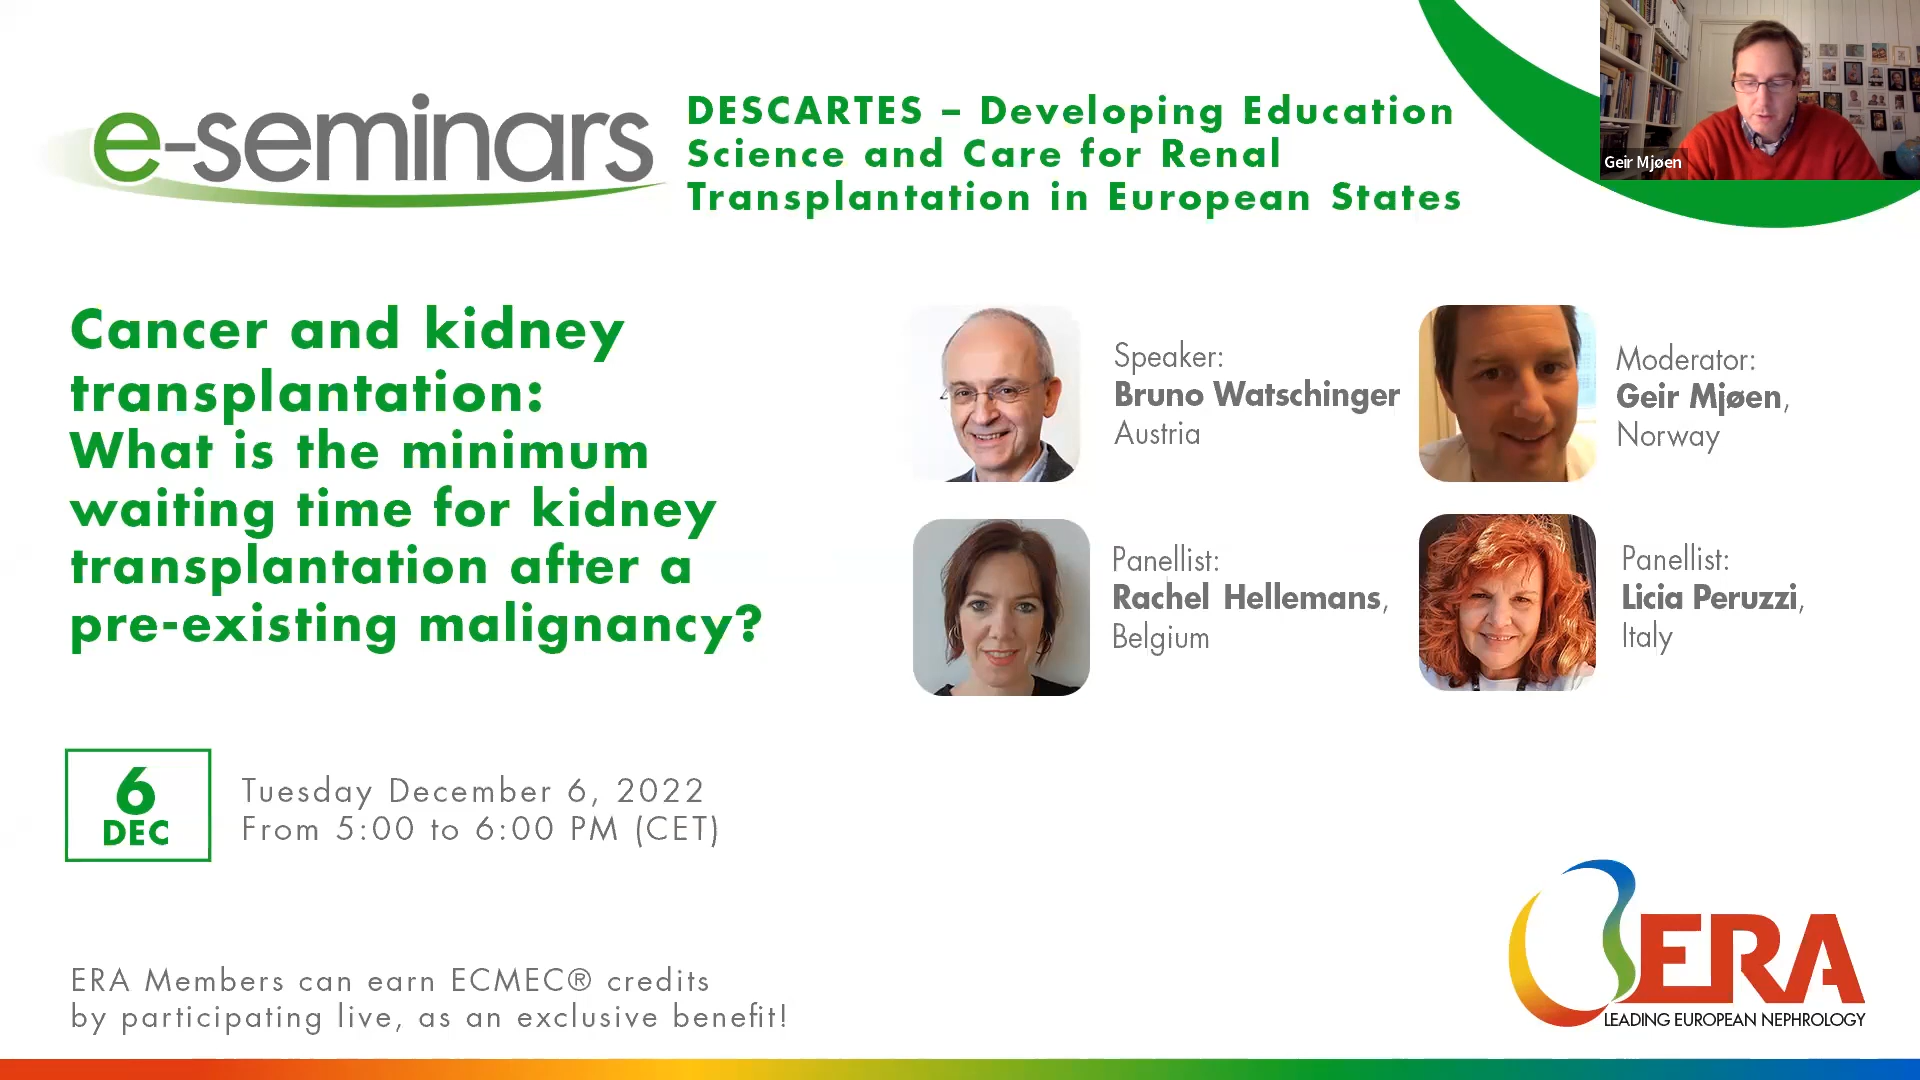 e-seminars
DESCARTES – Developing Education
Science and Care for Renal
Transplantation in European States
Geir Mjøen
Cancer and kidney
transplantation:
What is the minimum
waiting time for kidney
transplantation after a
pre-existing malignancy?
Speaker:
Bruno Watschinger
Austria
Moderator:
Geir Mjøen,
Norway
Panellist:
Rachel Hellemans,
Belgium
Panellist:
Licia Peruzzi,
Italy
6
DEC
Tuesday December 6, 2022
From 5:00 to 6:00 PM (CET)
ERA Members can earn ECMEC® credits
by participating live, as an exclusive benefit!
ERA
LEADING EUROPEAN NEPHROLOGY